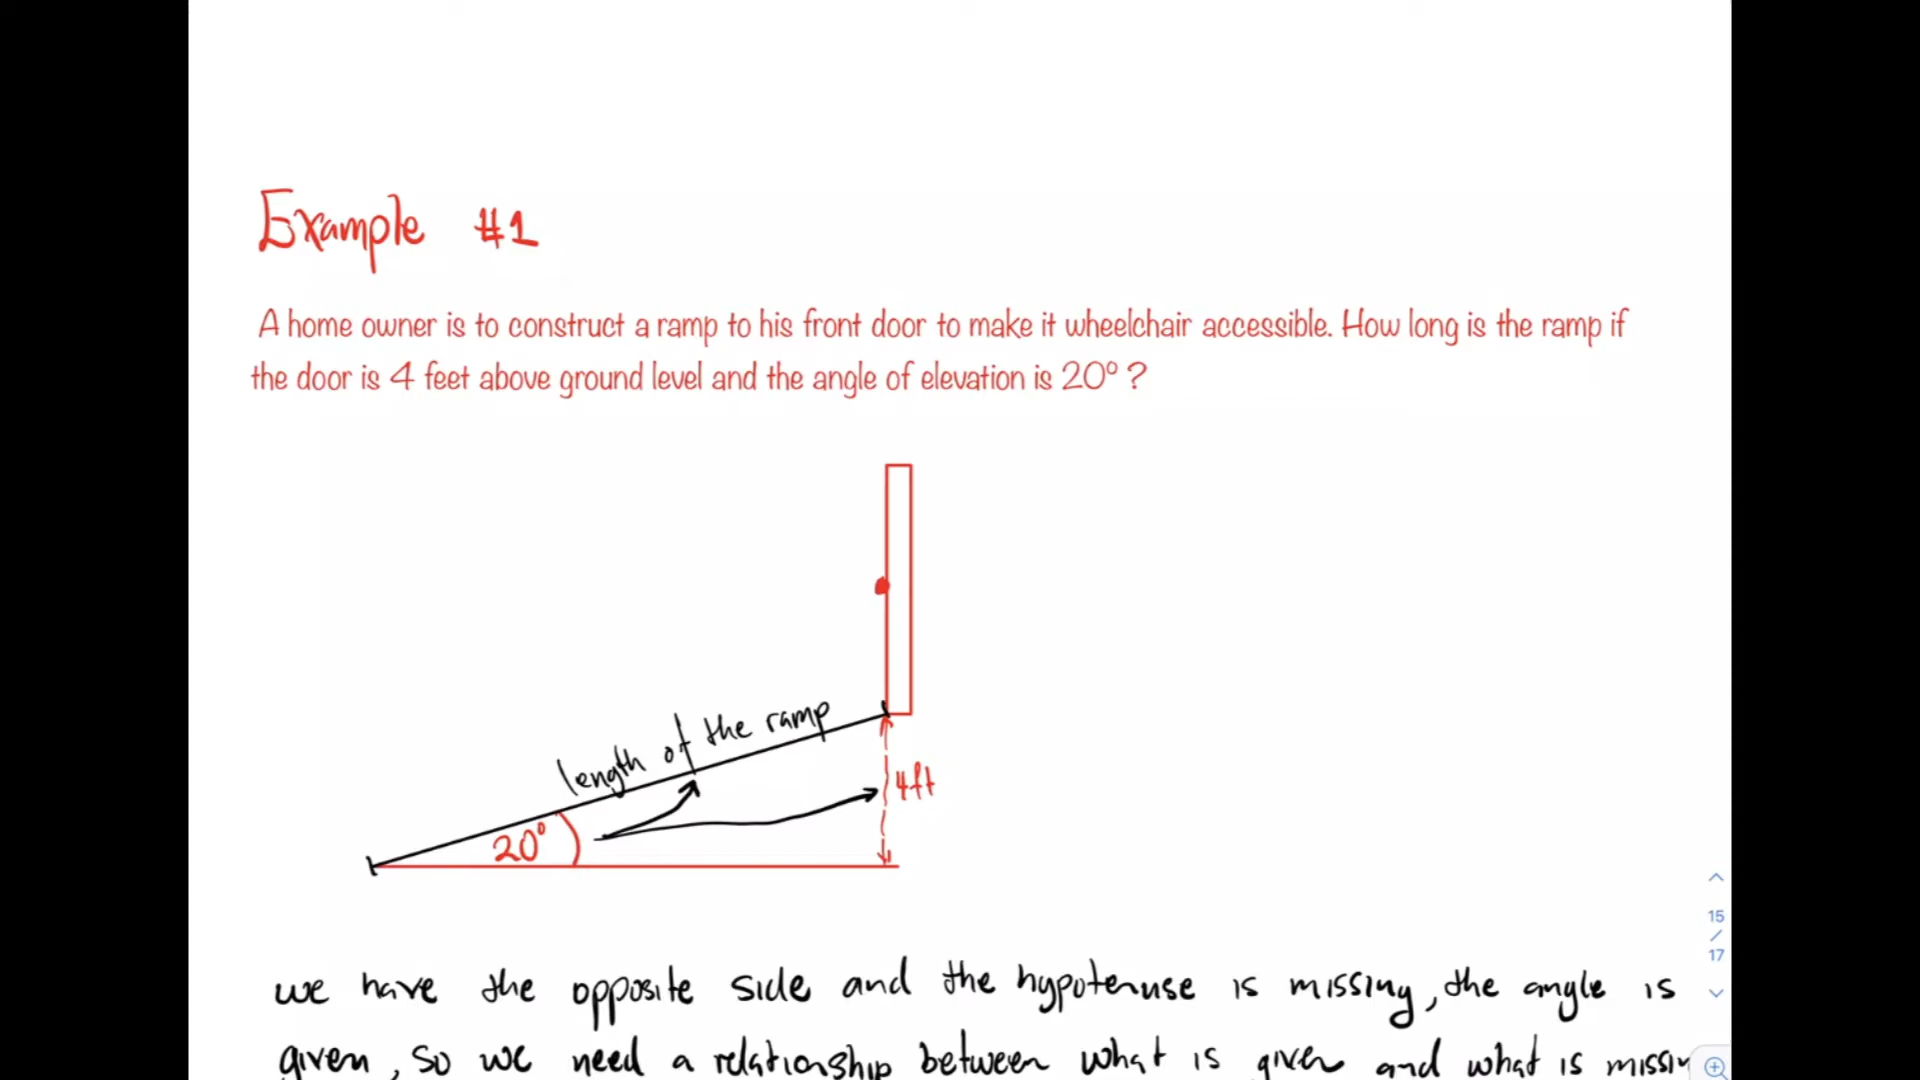 Example #1
A home owner is to construct a ramp to his front door to make it wheelchair accessible. How long is the ramp if
the door is 4 feet above ground level and the angle of elevation is 20° ?
length of the ramp
4ft
20°
15
/
17
we have the opposite side and the hypotenuse is missing, the angle is
given, so we need a relationship between what is given and what is